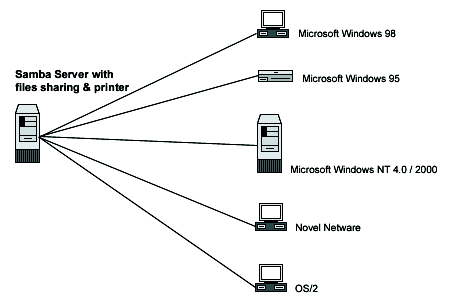 Microsoft Windows 98
Samba Server with
files sharing & printer
Microsoft Windows 95
Microsoft Windows NT 4.0 / 2000
Novel Netware
OS/2